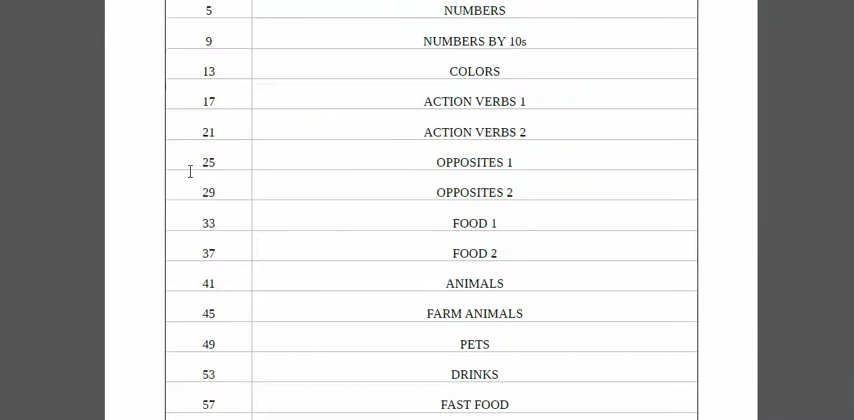 5 NUMBERS
9 NUMBERS BY 10s
13 COLORS
17 ACTION VERBS 1
21 ACTION VERBS 2
25 OPPOSITES 1
29 OPPOSITES 2
33 FOOD 1
37 FOOD 2
41 ANIMALS
45 FARM ANIMALS
49 PETS
53 DRINKS
57 FAST FOOD